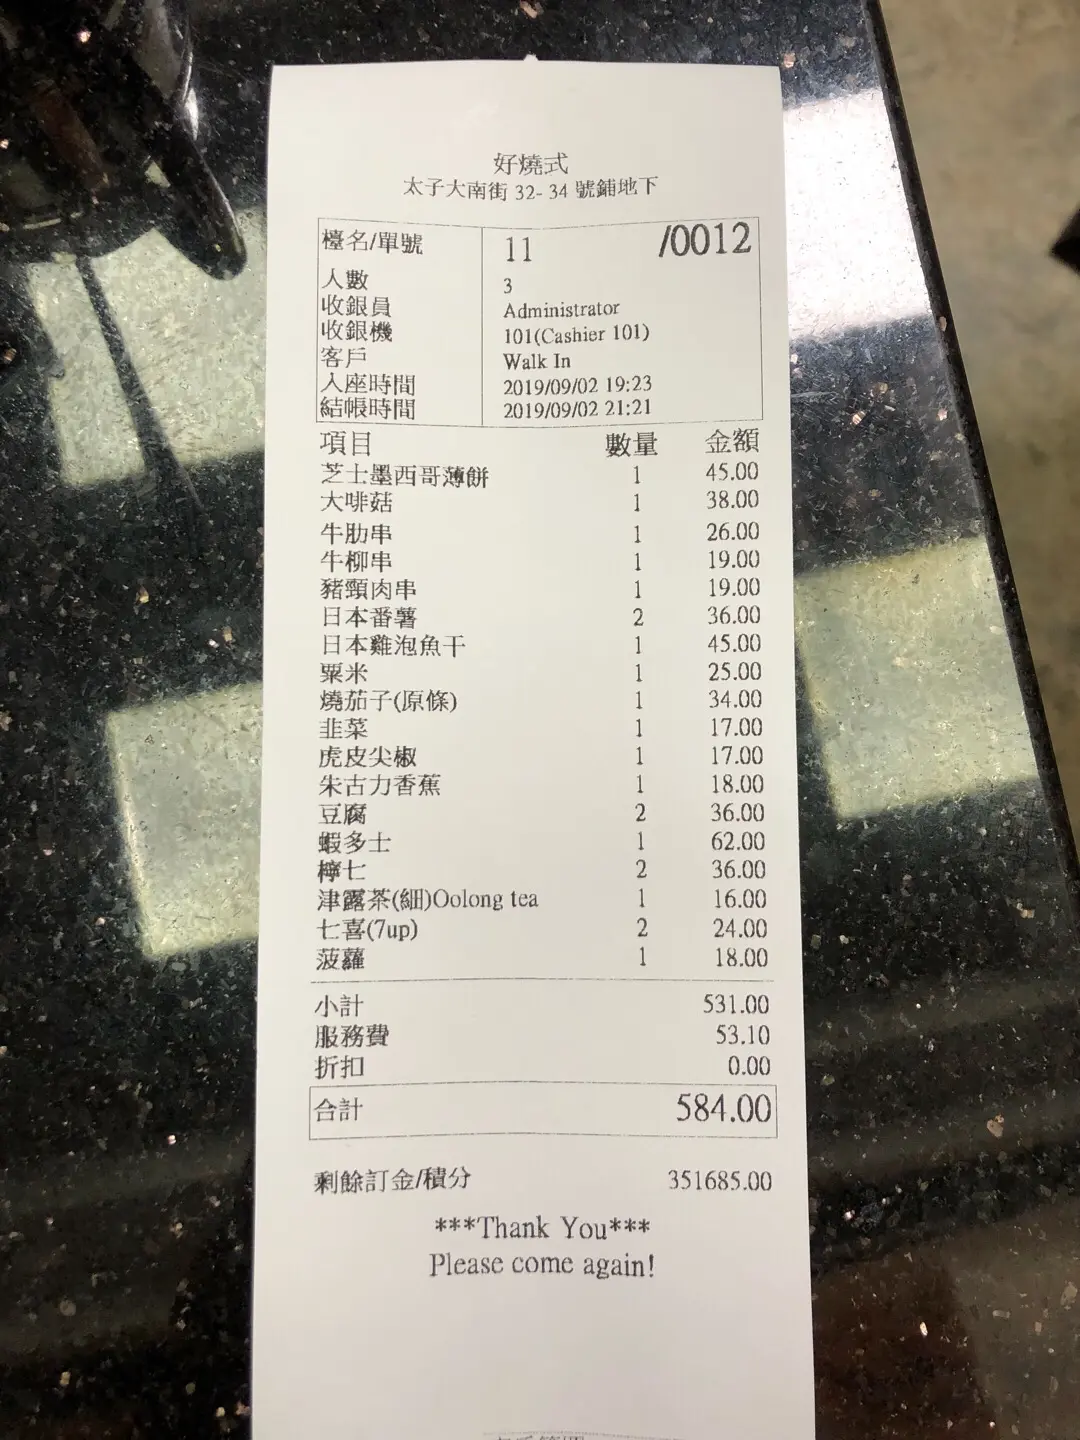 好燒式
太子大南街 32- 34 號鋪地下
檯名/單號 11 /0012
人數 3
收銀員 Administrator
收銀機 101(Cashier 101)
客戶 Walk In
入座時間 2019/09/02 19:23
結帳時間 2019/09/02 21:21
項目 數量 金額
芝士墨西哥薄餅 1 45.00
大啡菇 1 38.00
牛肋串 1 26.00
牛柳串 1 19.00
豬頸肉串 1 19.00
日本番薯 2 36.00
日本雞泡魚干 1 45.00
粟米 1 25.00
燒茄子(原條) 1 34.00
韭菜 1 17.00
虎皮尖椒 1 17.00
朱古力香蕉 1 18.00
豆腐 2 36.00
蝦多士 1 62.00
檸七 2 36.00
津露茶(細)Oolong tea 1 16.00
七喜(7up) 2 24.00
菠蘿 1 18.00
小計 531.00
服務費 53.10
折扣 0.00
合計 584.00
剩餘訂金/積分 351685.00
***Thank You***
Please come again!